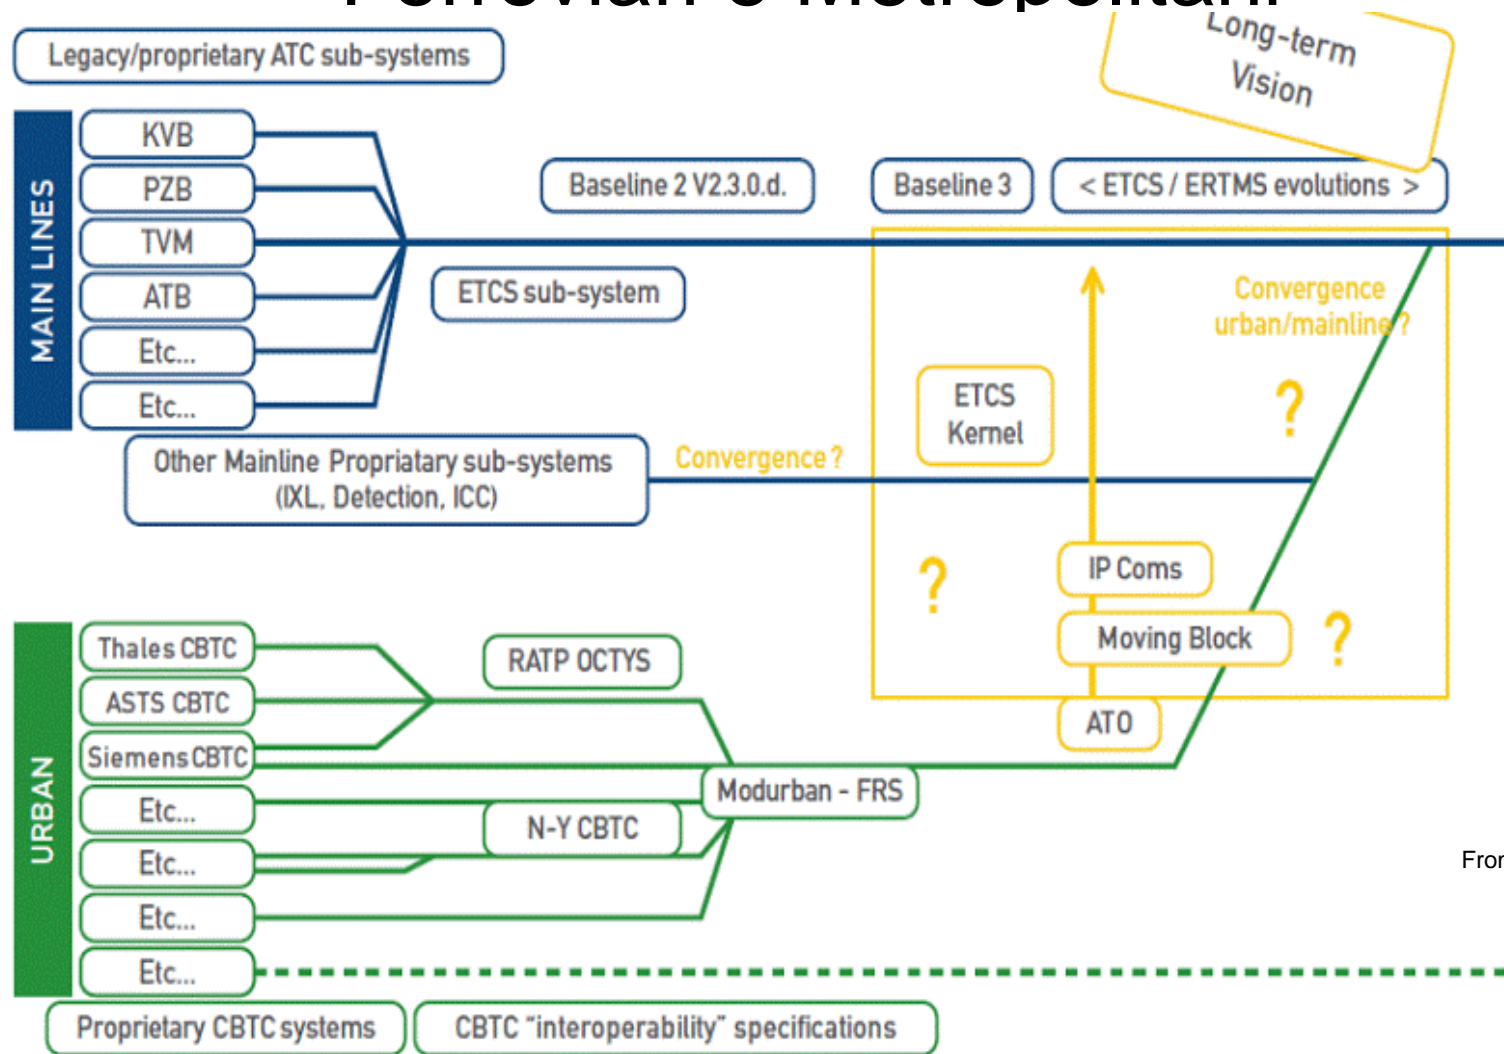 Ferroviari e Metropolitani
Legacy/proprietary ATC sub-systems
Long-term
Vision
MAIN LINES
KVB
PZB
TVM
ATB
Etc...
Etc...
Baseline 2 V2.3.0.d.
Baseline 3
< ETCS / ERTMS evolutions >
ETCS sub-system
Convergence
urban/mainline ?
ETCS
Kernel
?
Other Mainline Propriatary sub-systems
(IXL, Detection, ICC)
Convergence ?
?
IP Coms
Moving Block
?
ATO
URBAN
Thales CBTC
ASTS CBTC
Siemens CBTC
Etc...
Etc...
Etc...
Etc...
RATP OCTYS
N-Y CBTC
Modurban - FRS
Proprietary CBTC systems
CBTC "interoperability" specifications